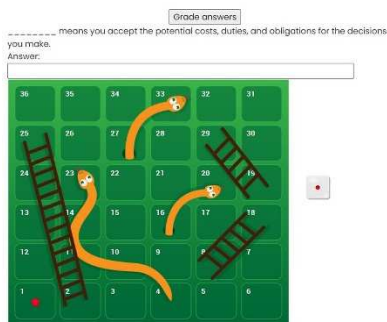 Grade answers
________ means you accept the potential costs, duties, and obligations for the decisions
you make.
Answer:
36 35 34 33 32 31
25 26 27 28 29 30
24 23 22 21 20 19
13 14 15 16 17 18
12 11 10 9 8 7
1 2 3 4 5 6